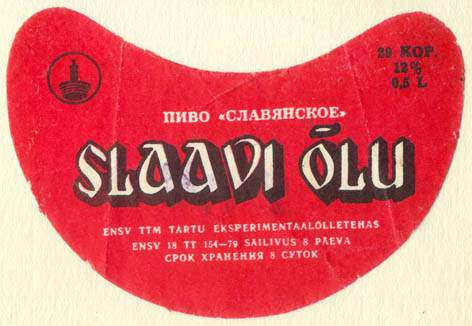 29 KOP.
12%
0,5 L
ПИВО «СЛАВЯНСКОЕ»
SLAAVI ÕLU
ENSV TTM TARTU EKSPERIMENTAALÕLLETEHAS
ENSV 18 TT 154—79 SAILIVUS 8 PÄEVA
СРОК ХРАНЕНИЯ 8 СУТОК